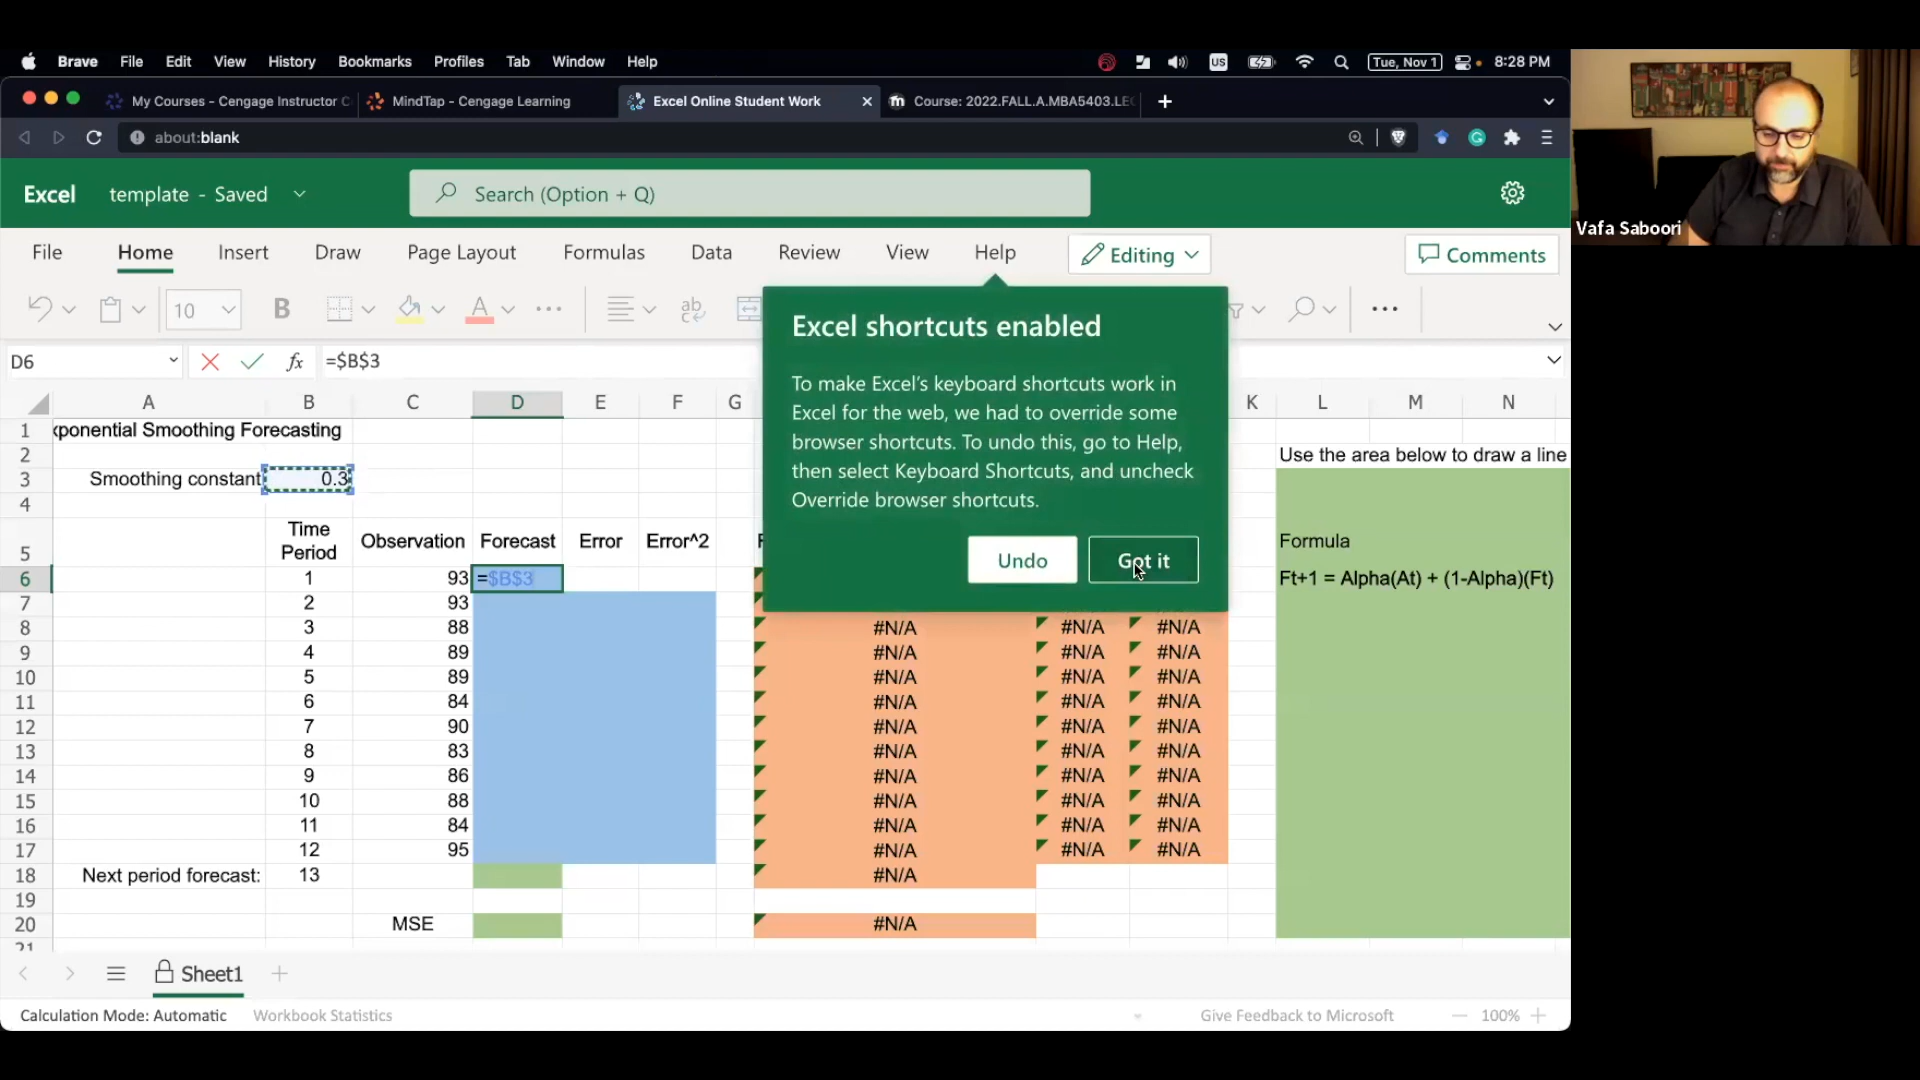 Brave File Edit View History Bookmarks Profiles Tab Window Help US Tue, Nov 1 8:28 PM
My Courses - Cengage Instructor C MindTap - Cengage Learning Excel Online Student Work Course: 2022.FALL.A.MBA5403.LEC
about:blank
Excel template - Saved Search (Option + Q)
Vafa Saboori
File Home Insert Draw Page Layout Formulas Data Review View Help Editing Comments
10 B A ab
D6 fx =$B$3
Excel shortcuts enabled
To make Excel's keyboard shortcuts work in
Excel for the web, we had to override some
browser shortcuts. To undo this, go to Help,
then select Keyboard Shortcuts, and uncheck
Override browser shortcuts.
Undo Got it
A B C D E F G K L M N
1 xponential Smoothing Forecasting
2 Use the area below to draw a line
3 Smoothing constant 0.3
4
5 Time Period Observation Forecast Error Error^2 Formula
6 1 93 =$B$3 Ft+1 = Alpha(At) + (1-Alpha)(Ft)
7 2 93
8 3 88 #N/A #N/A #N/A
9 4 89 #N/A #N/A #N/A
10 5 89 #N/A #N/A #N/A
11 6 84 #N/A #N/A #N/A
12 7 90 #N/A #N/A #N/A
13 8 83 #N/A #N/A #N/A
14 9 86 #N/A #N/A #N/A
15 10 88 #N/A #N/A #N/A
16 11 84 #N/A #N/A #N/A
17 12 95 #N/A #N/A #N/A
18 Next period forecast: 13 #N/A
19
20 MSE #N/A
21
Sheet1
Calculation Mode: Automatic Workbook Statistics Give Feedback to Microsoft 100%